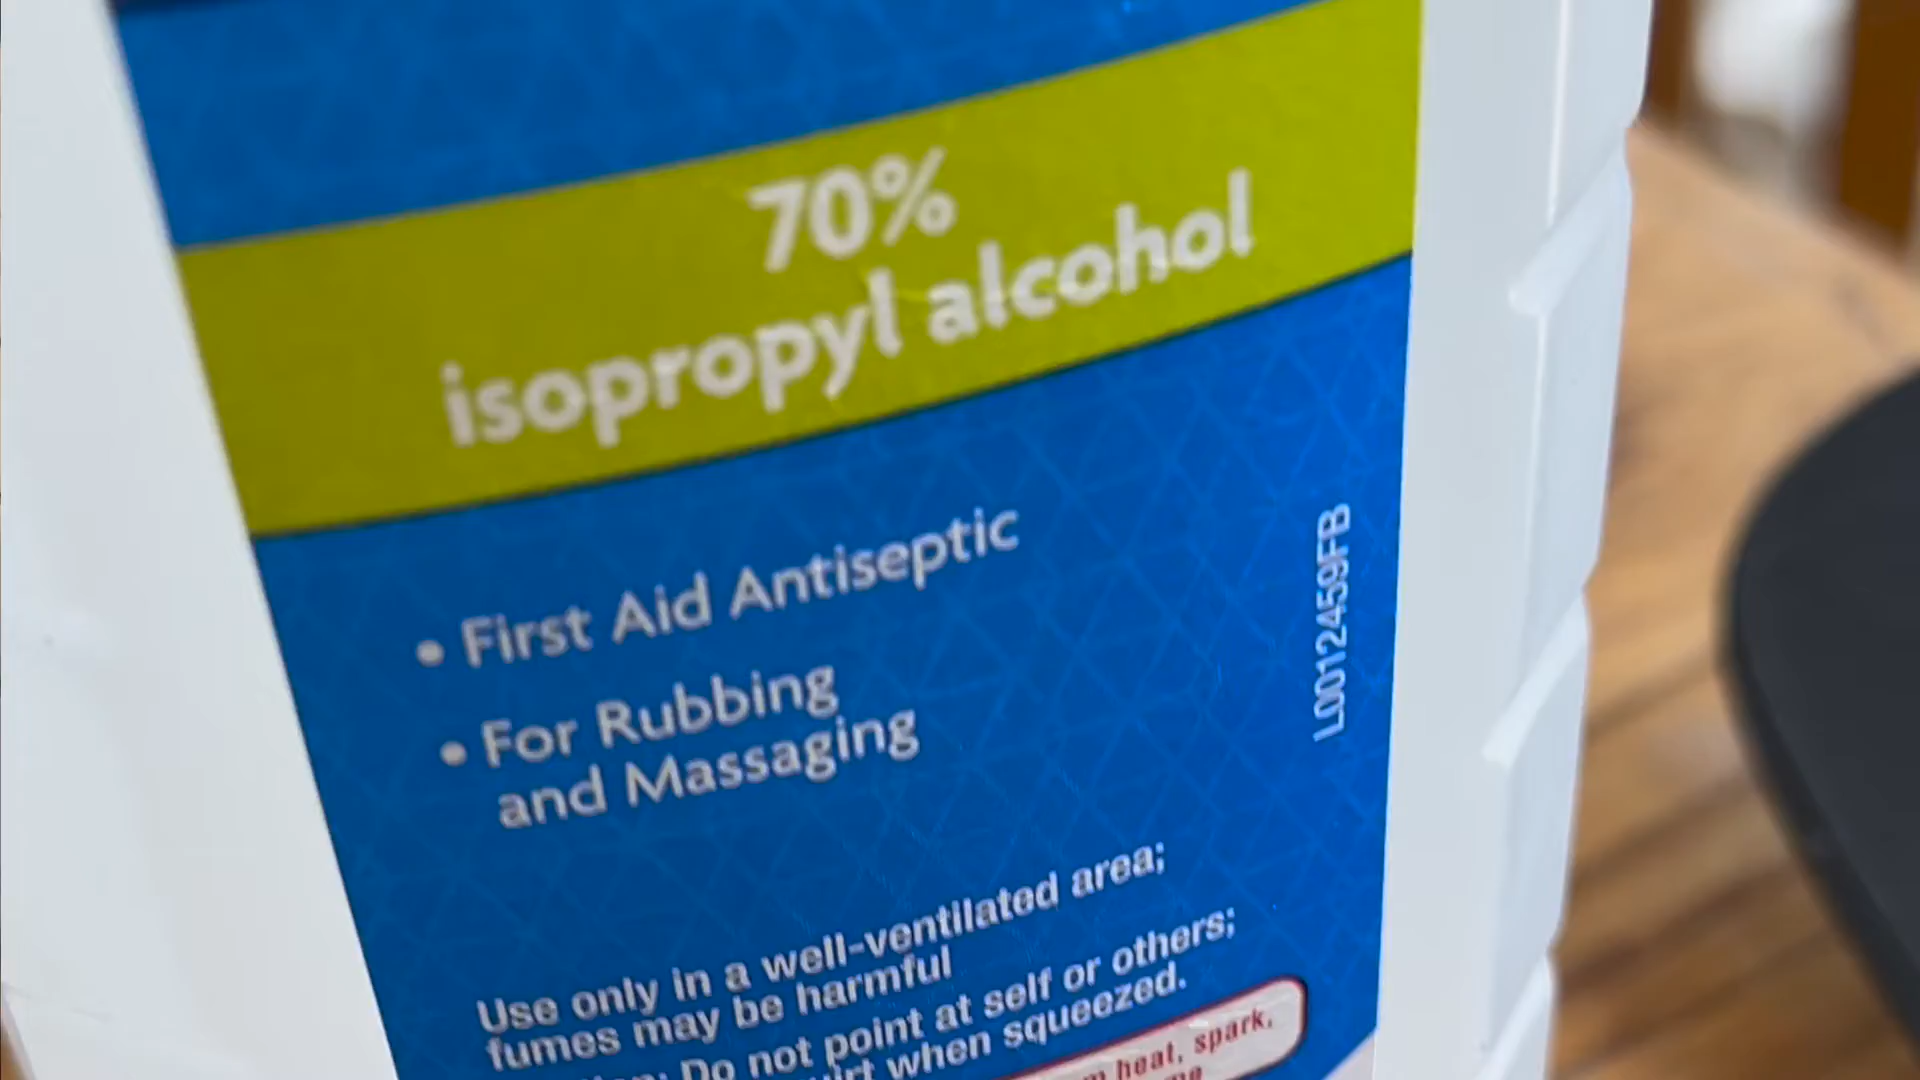 70%
isopropyl alcohol
• First Aid Antiseptic
• For Rubbing
and Massaging
L0012459FB
Use only in a well-ventilated area;
fumes may be harmful
Do not point at self or others;
when squeezed.
heat, spark,